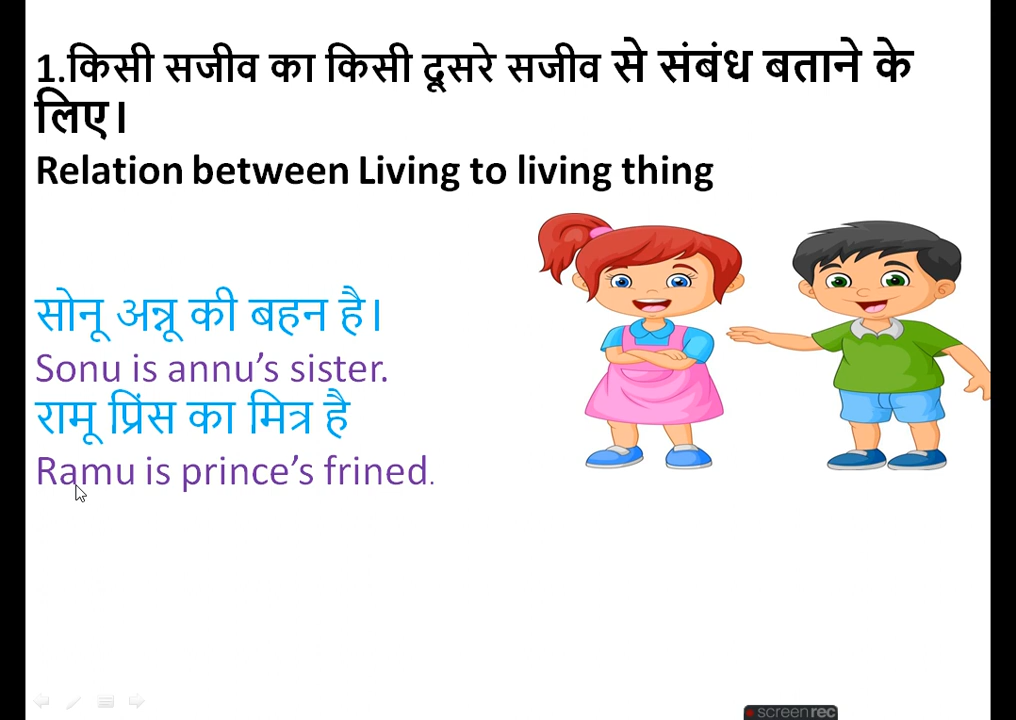 1.किसी सजीव का किसी दूसरे सजीव से संबंध बताने के
लिए।
Relation between Living to living thing
सोनू अन्नू की बहन है।
Sonu is annu’s sister.
रामू प्रिंस का मित्र है
Ramu is prince’s frined.
screenrec